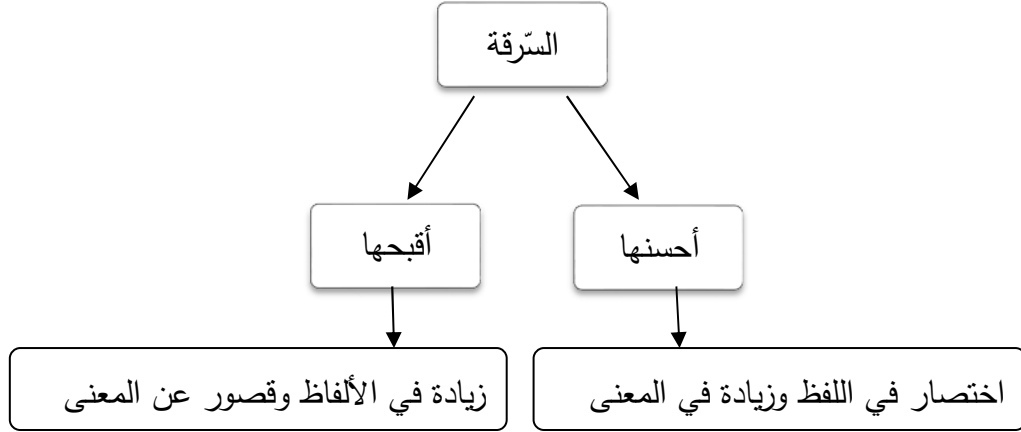 السّرقة
أحسنها
أقبحها
اختصار في اللفظ وزيادة في المعنى
زيادة في الألفاظ وقصور عن المعنى